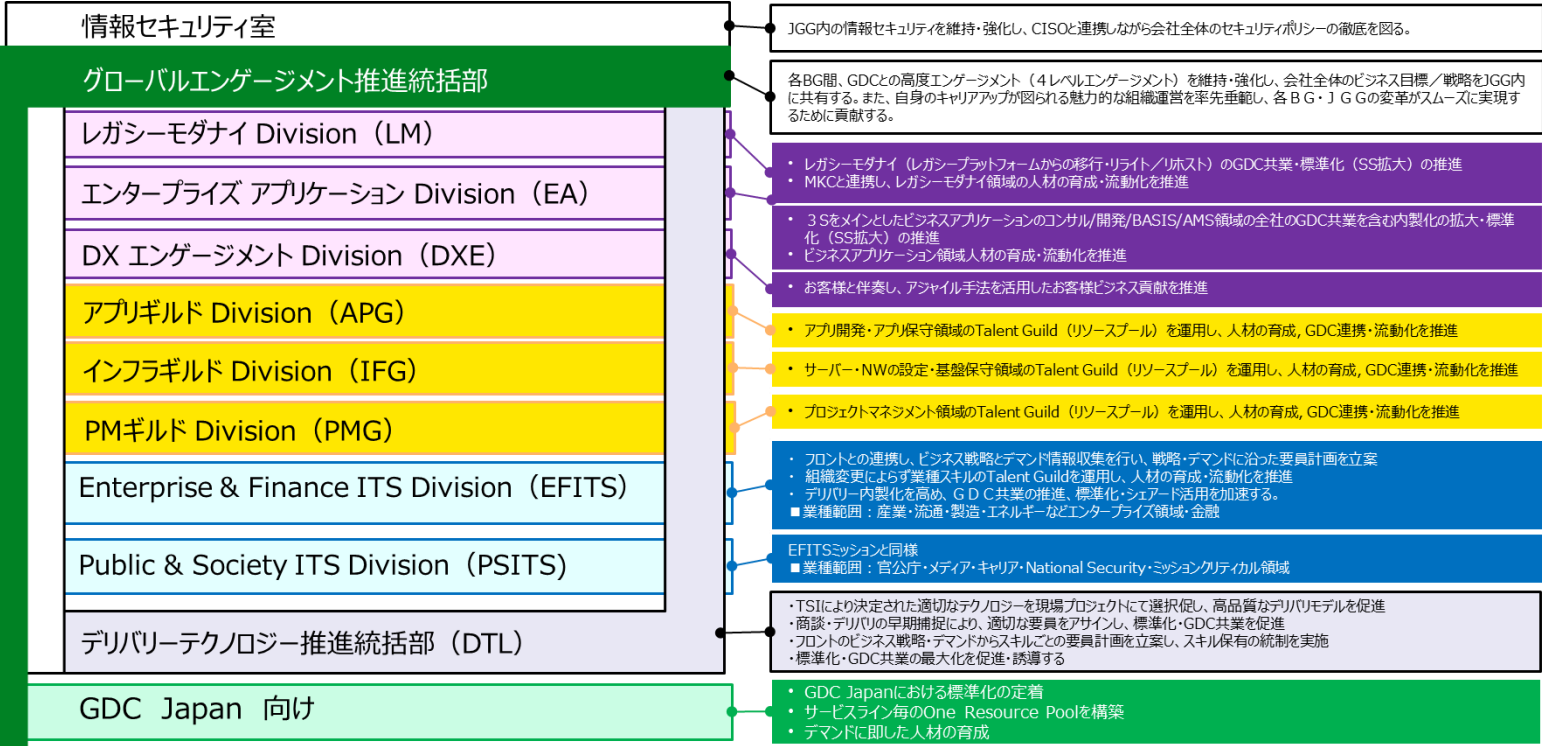 情報セキュリティ室
JGG内の情報セキュリティを維持・強化し、CISOと連携しながら会社全体のセキュリティポリシーの徹底を図る。
グローバルエンゲージメント推進統括部
各BG間、GDCとの高度エンゲージメント（４レベルエンゲージメント）を維持・強化し、会社全体のビジネス目標／戦略をJGG内
に共有する。また、自身のキャリアアップが図られる魅力的な組織運営を率先垂範し、各ＢＧ・ＪＧＧの変革がスムーズに実現す
るために貢献する。
レガシーモダナイ Division（LM）
• レガシーモダナイ（レガシープラットフォームからの移行・リライト／リホスト）のGDC共業・標準化（SS拡大）の推進
• MKCと連携し、レガシーモダナイ領域の人材の育成・流動化を推進
エンタープライズ アプリケーション Division（EA）
• ３Sをメインとしたビジネスアプリケーションのコンサル/開発/BASIS/AMS領域の全社のGDC共業を含む内製化の拡大・標準
化（SS拡大）の推進
• ビジネスアプリケーション領域人材の育成・流動化を推進
DX エンゲージメント Division（DXE）
• お客様と伴奏し、アジャイル手法を活用したお客様ビジネス貢献を推進
アプリギルド Division（APG）
• アプリ開発・アプリ保守領域のTalent Guild（リソースプール）を運用し、人材の育成, GDC連携・流動化を推進
インフラギルド Division（IFG）
• サーバー・NWの設定・基盤保守領域のTalent Guild（リソースプール）を運用し、人材の育成, GDC連携・流動化を推進
PMギルド Division（PMG）
• プロジェクトマネジメント領域のTalent Guild（リソースプール）を運用し、人材の育成, GDC連携・流動化を推進
Enterprise & Finance ITS Division（EFITS）
・ フロントとの連携し、ビジネス戦略とデマンド情報収集を行い、戦略・デマンドに沿った要員計画を立案
・ 組織変更によらず業種スキルのTalent Guildを運用し、人材の育成・流動化を推進
・ デリバリー内製化を高め、ＧＤＣ共業の推進、標準化・シェアード活用を加速する。
■業種範囲：産業・流通・製造・エネルギーなどエンタープライズ領域・金融
Public & Society ITS Division（PSITS）
EFITSミッションと同様
■業種範囲：官公庁・メディア・キャリア・National Security・ミッションクリティカル領域
デリバリーテクノロジー推進統括部（DTL）
・TSIにより決定された適切なテクノロジーを現場プロジェクトにて選択促し、高品質なデリバリモデルを促進
・商談・デリバリの早期捕捉により、適切な要員をアサインし、標準化・GDC共業を促進
・フロントのビジネス戦略・デマンドからスキルごとの要員計画を立案し、スキル保有の統制を実施
・標準化・GDC共業の最大化を促進・誘導する
GDC Japan 向け
• GDC Japanにおける標準化の定着
• サービスライン毎のOne Resource Poolを構築
• デマンドに即した人材の育成